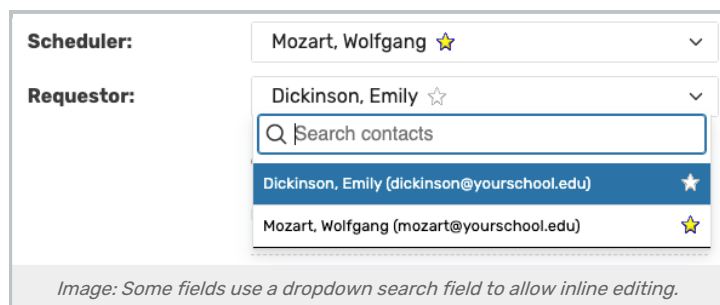 Scheduler: Mozart, Wolfgang
Requestor: Dickinson, Emily
Search contacts
Dickinson, Emily (dickinson@yourschool.edu)
Mozart, Wolfgang (mozart@yourschool.edu)
Image: Some fields use a dropdown search field to allow inline editing.